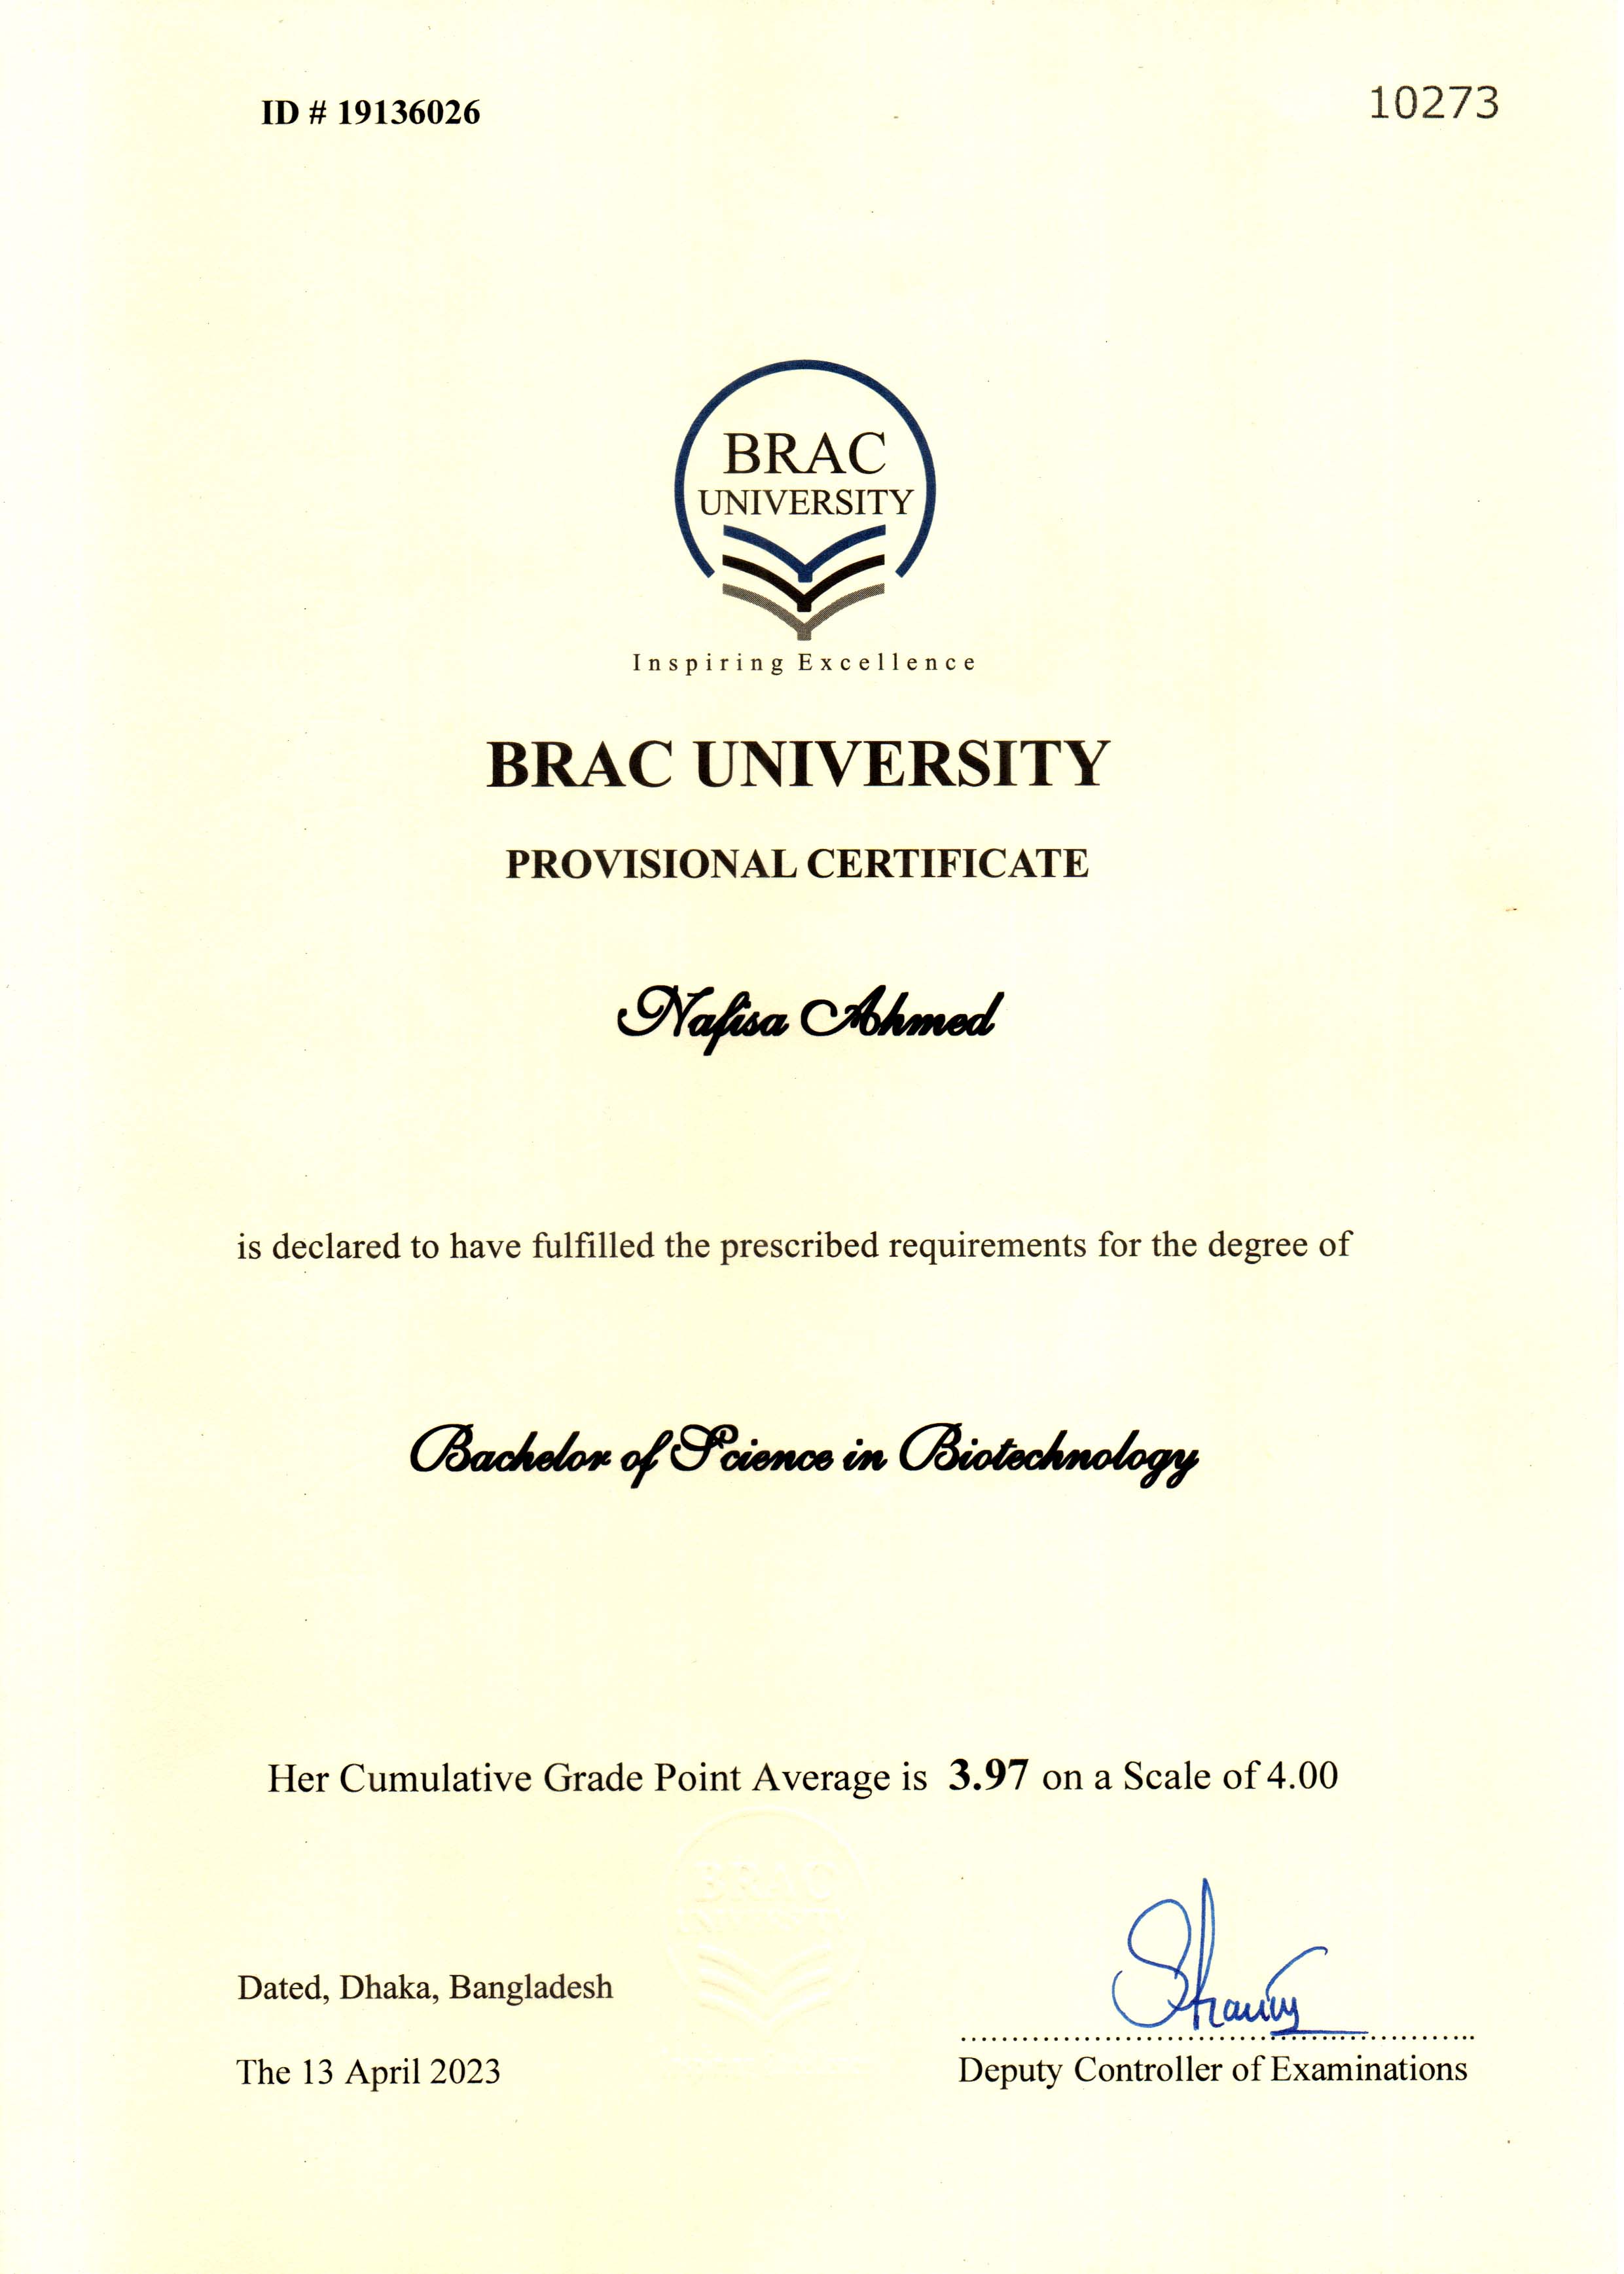 ID # 19136026
10273
BRAC
UNIVERSITY
Inspiring Excellence
BRAC UNIVERSITY
PROVISIONAL CERTIFICATE
Nafisa Ahmed
is declared to have fulfilled the prescribed requirements for the degree of
Bachelor of Science in Biotechnology
Her Cumulative Grade Point Average is 3.97 on a Scale of 4.00
BRAC
Dated, Dhaka, Bangladesh
The 13 April 2023
Deputy Controller of Examinations